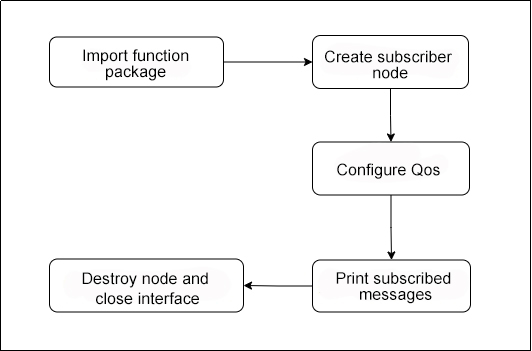 Import function
package
Create subscriber
node
Configure Qos
Print subscribed
messages
Destroy node and
close interface